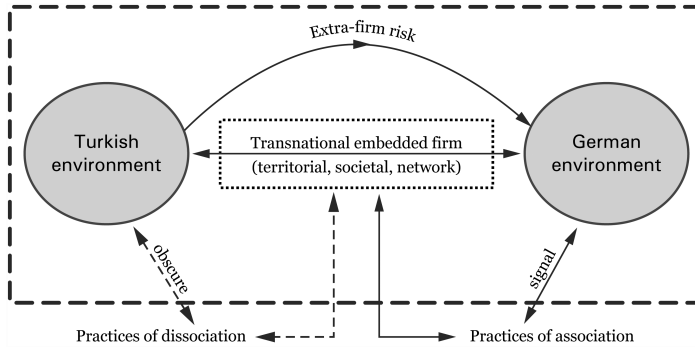 Extra-firm risk
Turkish
environment
Transnational embedded firm
(territorial, societal, network)
German
environment
obscure
signal
Practices of dissociation
Practices of association